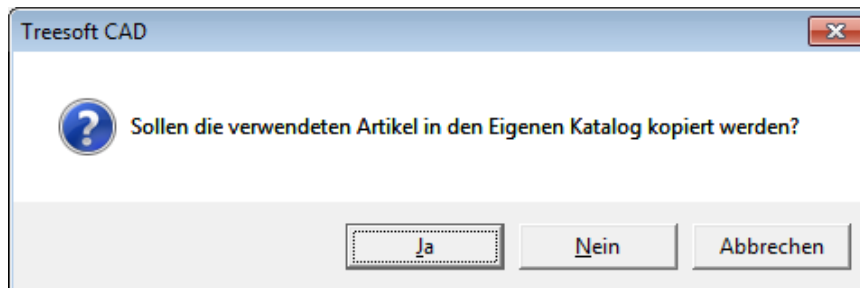 Treesoft CAD
Sollen die verwendeten Artikel in den Eigenen Katalog kopiert werden?
Ja Nein Abbrechen